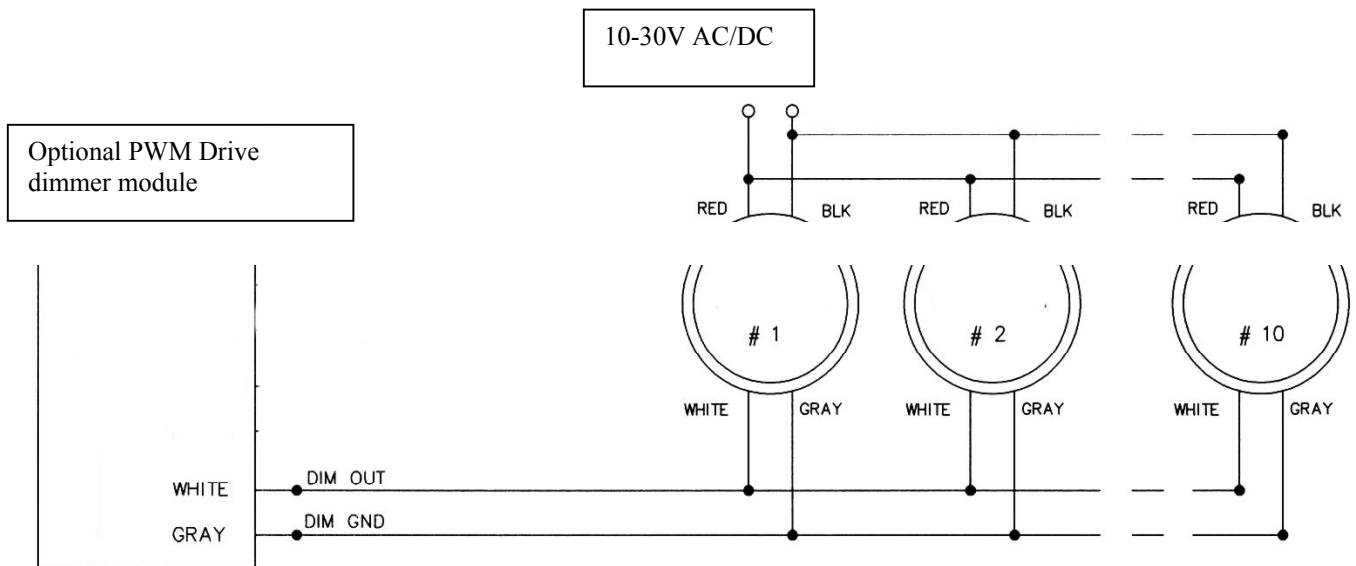 10-30V AC/DC
Optional PWM Drive
dimmer module
RED BLK RED BLK RED BLK
# 1 # 2 # 10
WHITE GRAY WHITE GRAY WHITE GRAY
WHITE DIM OUT
GRAY DIM GND